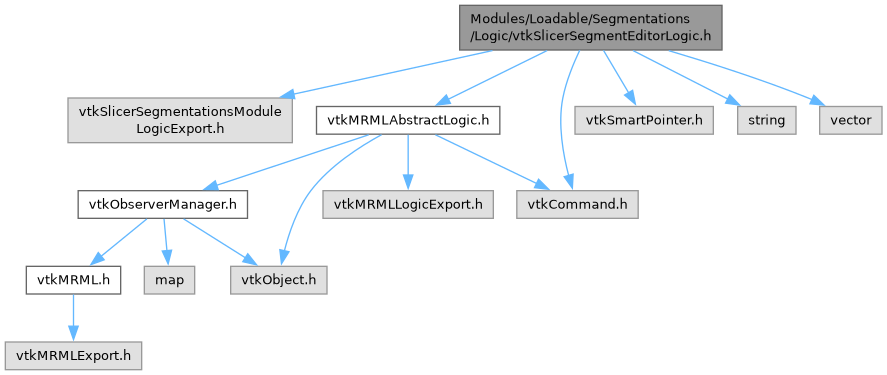 Modules/Loadable/Segmentations
/Logic/vtkSlicerSegmentEditorLogic.h
vtkSlicerSegmentationsModule
LogicExport.h
vtkMRMLAbstractLogic.h
vtkSmartPointer.h
string
vector
vtkObserverManager.h
vtkMRMLLogicExport.h
vtkCommand.h
vtkMRML.h
map
vtkObject.h
vtkMRMLExport.h